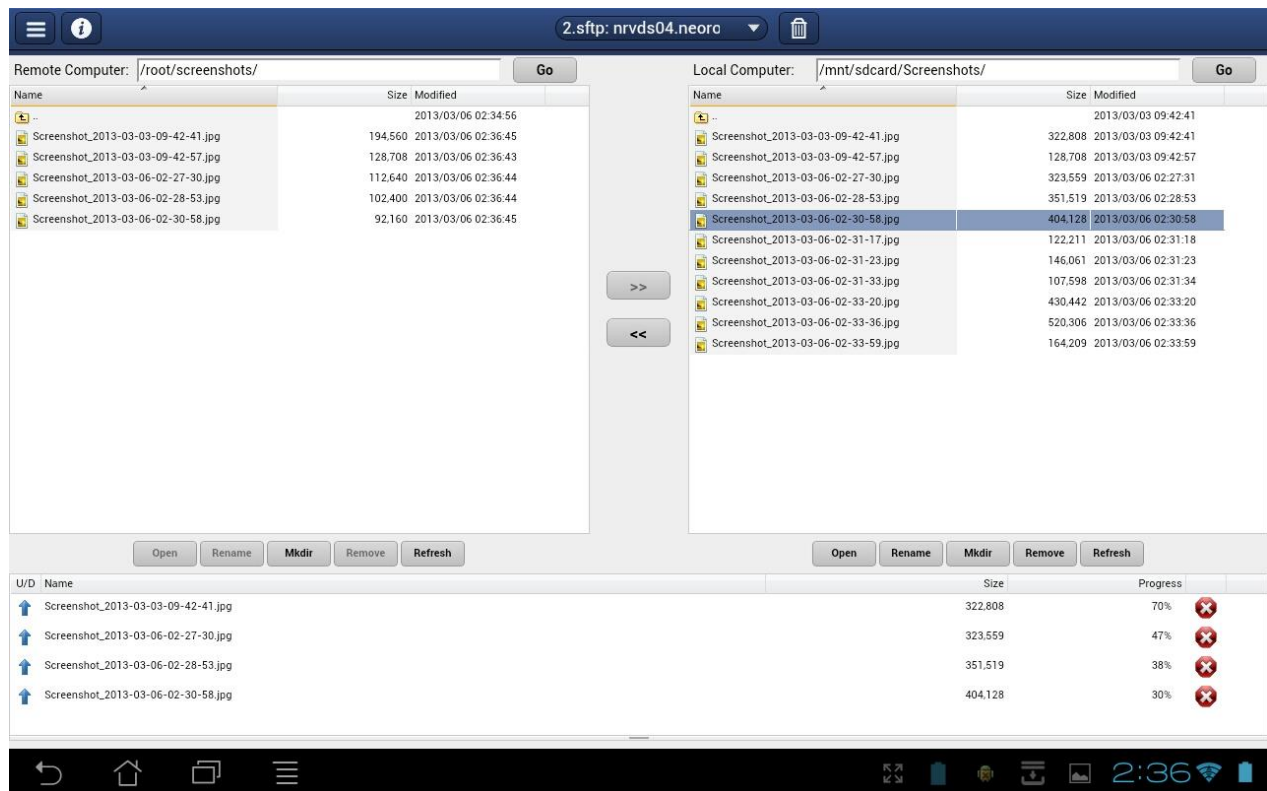 2.sftp: nrvds04.neoro
Remote Computer: /root/screenshots/ Go
Name Size Modified
.. 2013/03/06 02:34:56
Screenshot_2013-03-03-09-42-41.jpg 194,560 2013/03/06 02:36:45
Screenshot_2013-03-03-09-42-57.jpg 128,708 2013/03/06 02:36:43
Screenshot_2013-03-06-02-27-30.jpg 112,640 2013/03/06 02:36:44
Screenshot_2013-03-06-02-28-53.jpg 102,400 2013/03/06 02:36:44
Screenshot_2013-03-06-02-30-58.jpg 92,160 2013/03/06 02:36:45
Open Rename Mkdir Remove Refresh
>>
<<
Local Computer: /mnt/sdcard/Screenshots/ Go
Name Size Modified
.. 2013/03/03 09:42:41
Screenshot_2013-03-03-09-42-41.jpg 322,808 2013/03/03 09:42:41
Screenshot_2013-03-03-09-42-57.jpg 128,708 2013/03/03 09:42:57
Screenshot_2013-03-06-02-27-30.jpg 323,559 2013/03/06 02:27:31
Screenshot_2013-03-06-02-28-53.jpg 351,519 2013/03/06 02:28:53
Screenshot_2013-03-06-02-30-58.jpg 404,128 2013/03/06 02:30:58
Screenshot_2013-03-06-02-31-17.jpg 122,211 2013/03/06 02:31:18
Screenshot_2013-03-06-02-31-23.jpg 146,061 2013/03/06 02:31:23
Screenshot_2013-03-06-02-31-33.jpg 107,598 2013/03/06 02:31:34
Screenshot_2013-03-06-02-33-20.jpg 430,442 2013/03/06 02:33:20
Screenshot_2013-03-06-02-33-36.jpg 520,306 2013/03/06 02:33:36
Screenshot_2013-03-06-02-33-59.jpg 164,209 2013/03/06 02:33:59
Open Rename Mkdir Remove Refresh
U/D Name Size Progress
Screenshot_2013-03-03-09-42-41.jpg 322,808 70%
Screenshot_2013-03-06-02-27-30.jpg 323,559 47%
Screenshot_2013-03-06-02-28-53.jpg 351,519 38%
Screenshot_2013-03-06-02-30-58.jpg 404,128 30%
2:36